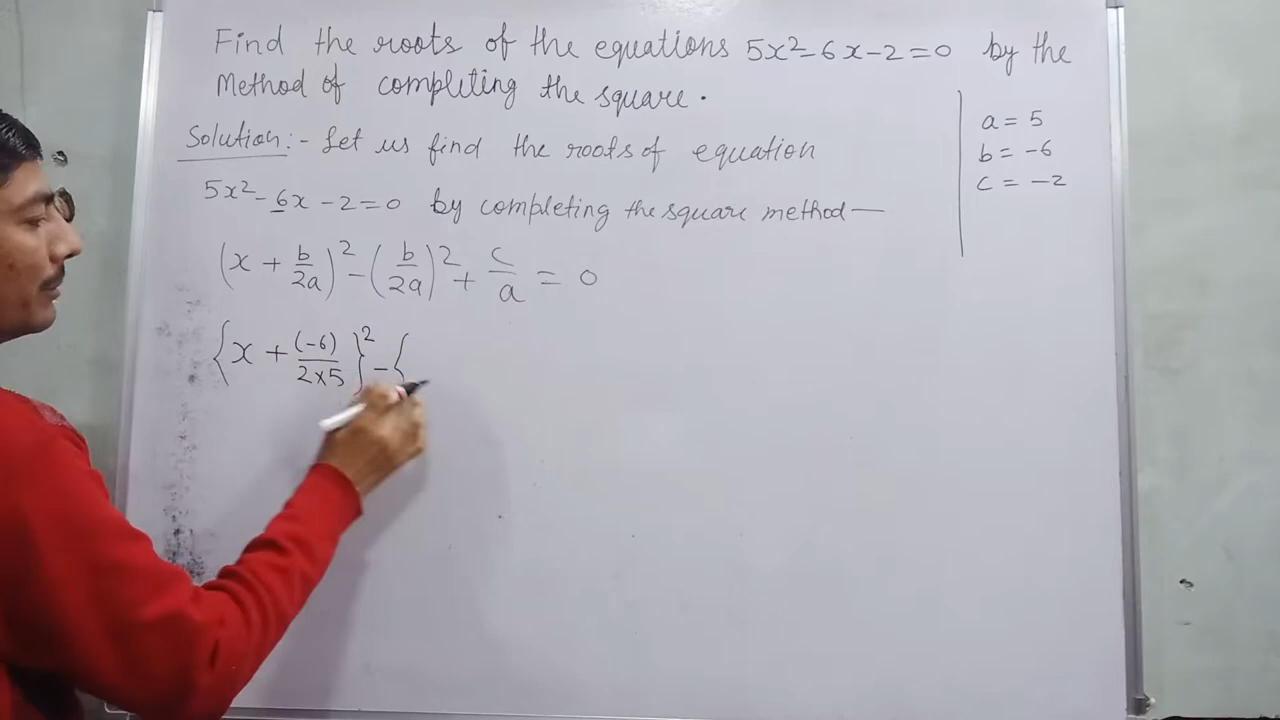 Find the roots of the equations 5x²-6x-2=0 by the
Method of completing the square.
Solution:- Let us find the roots of equation
5x²-6x-2=0 by completing the square method—
(x + b/2a)² - (b/2a)² + c/a = 0
{x + (-6)/2×5}² - {
a = 5
b = -6
c = -2